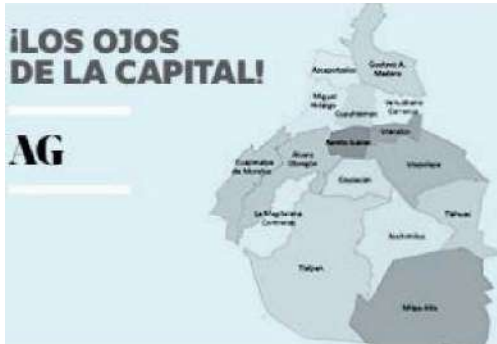 ¡LOS OJOS
DE LA CAPITAL!
AG
Azcapotzalco
Gustavo A.
Madero
Miguel
Hidalgo
Cuauhtémoc
Venustiano
Carranza
Iztacalco
Benito Juárez
Cuajimalpa
de Morelos
Álvaro
Obregón
Iztapalapa
Coyoacán
La Magdalena
Contreras
Tláhuac
Xochimilco
Tlalpan
Milpa Alta